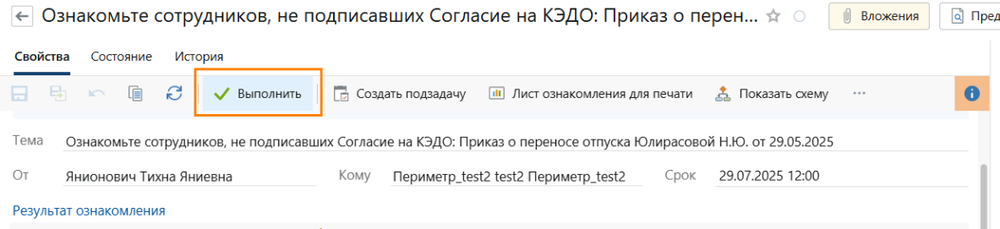 Ознакомьте сотрудников, не подписавших Согласие на КЭДО: Приказ о перен... Вложения
Свойства Состояние История
Выполнить Создать подзадачу Лист ознакомления для печати Показать схему ...
Тема Ознакомьте сотрудников, не подписавших Согласие на КЭДО: Приказ о переносе отпуска Юлирасовой Н.Ю. от 29.05.2025
От Янионович Тихна Яниевна Кому Периметр_test2 test2 Периметр_test2 Срок 29.07.2025 12:00
Результат ознакомления